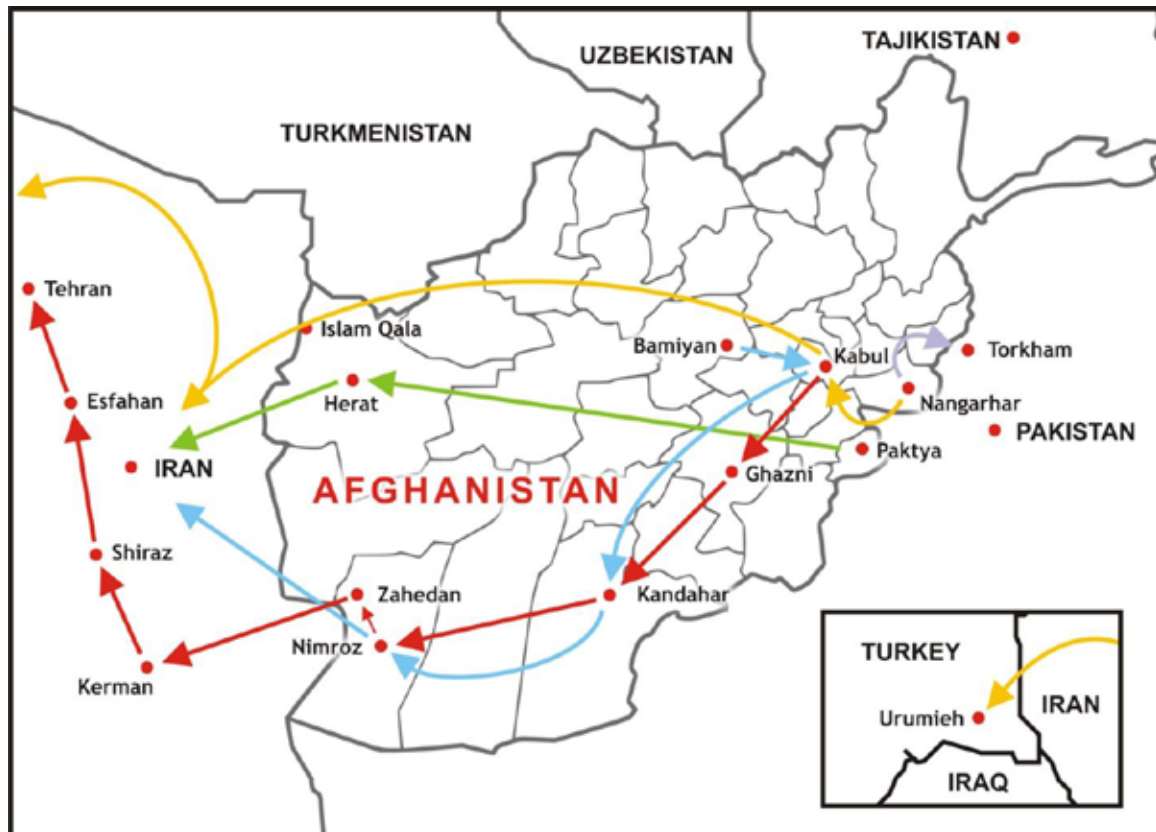 UZBEKISTAN
TAJIKISTAN
TURKMENISTAN
Tehran
Islam Qala
Bamiyan
Kabul
Torkham
Esfahan
Herat
Nangarhar
PAKISTAN
Paktya
IRAN
Ghazni
AFGHANISTAN
Shiraz
Zahedan
Kandahar
Nimroz
Kerman
TURKEY
IRAN
Urumieh
IRAQ